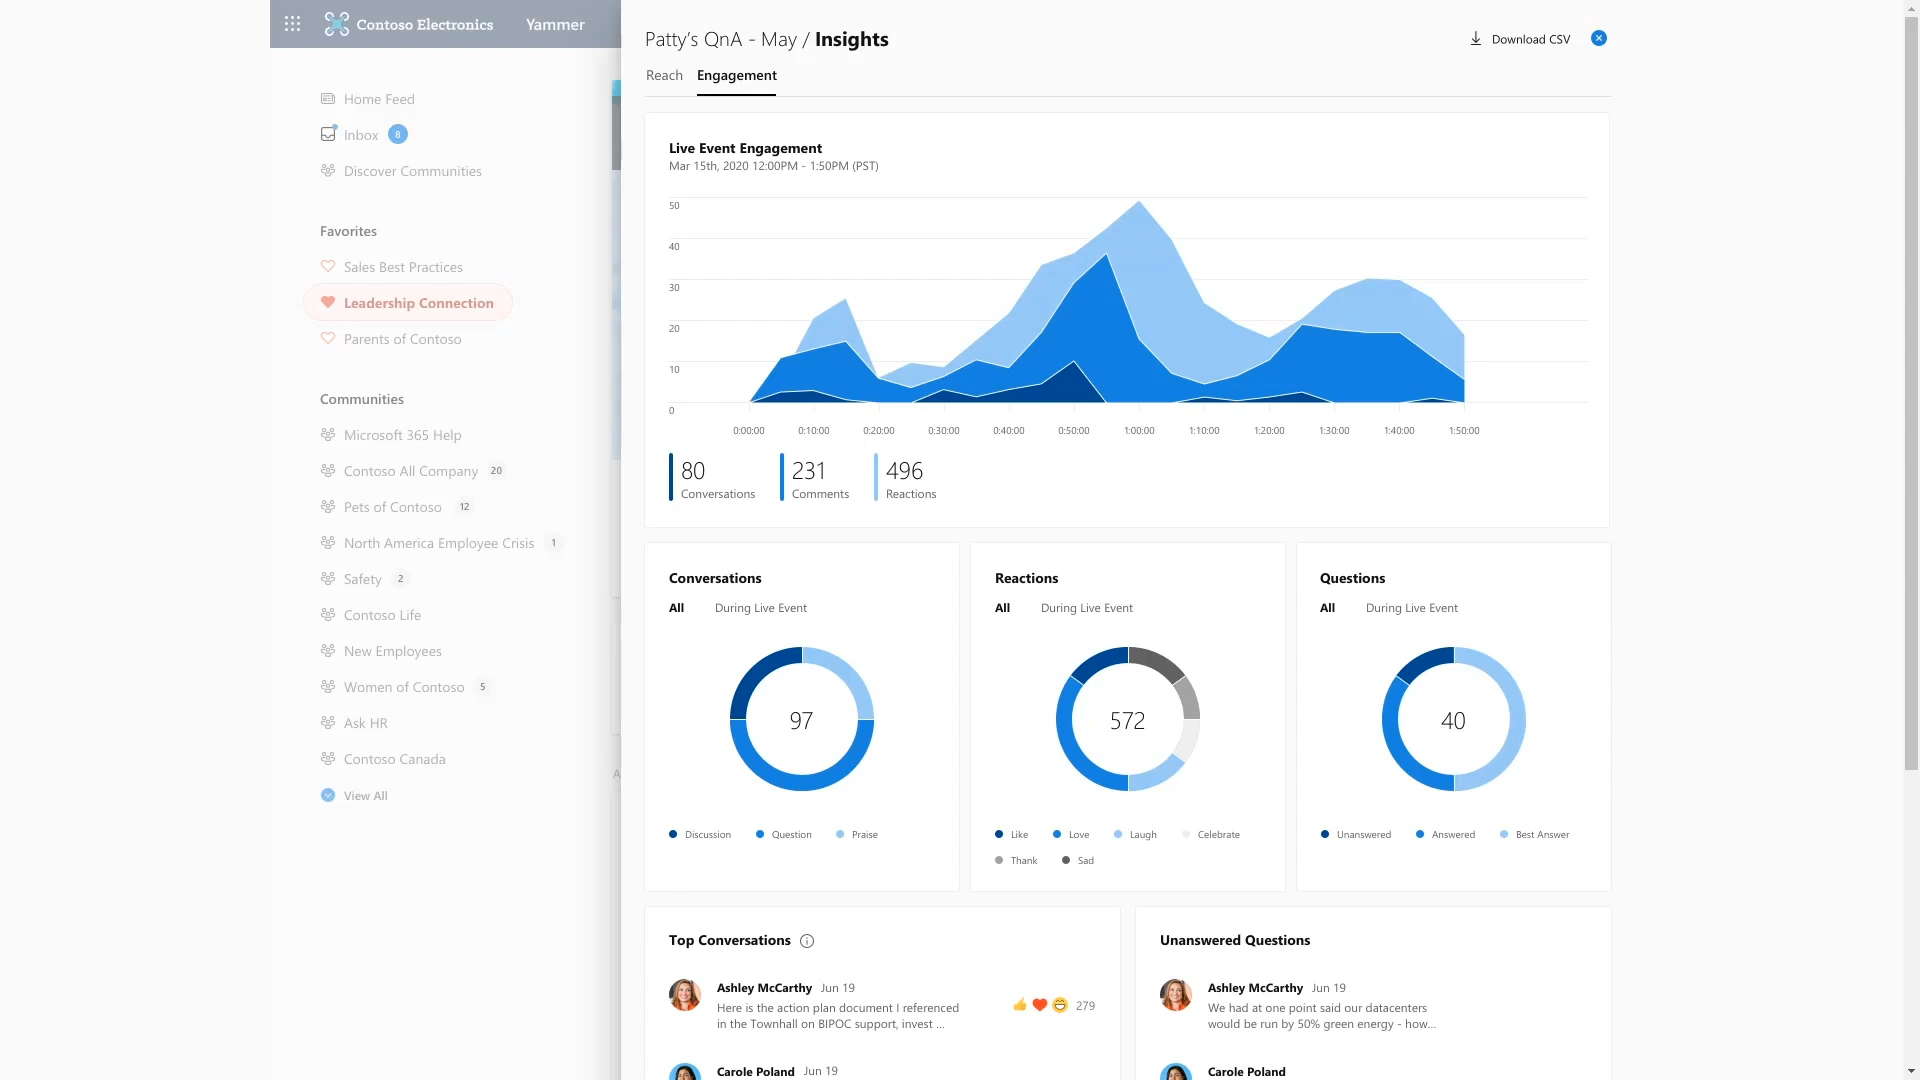 Contoso Electronics
Yammer
Home Feed
Inbox 8
Discover Communities
Favorites
Sales Best Practices
Leadership Connection
Parents of Contoso
Communities
Microsoft 365 Help
Contoso All Company 20
Pets of Contoso 12
North America Employee Crisis 1
Safety 2
Contoso Life
New Employees
Women of Contoso 5
Ask HR
Contoso Canada
View All
A
Patty's QnA - May / Insights
Download CSV
Reach Engagement
Live Event Engagement
Mar 15th, 2020 12:00PM - 1:50PM (PST)
50
40
30
20
10
0
0:00:00 0:10:00 0:20:00 0:30:00 0:40:00 0:50:00 1:00:00 1:10:00 1:20:00 1:30:00 1:40:00 1:50:00
80 231 496
Conversations Comments Reactions
Conversations
All During Live Event
97
Discussion Question Praise
Reactions
All During Live Event
572
Like Love Laugh Celebrate
Thank Sad
Questions
All During Live Event
40
Unanswered Answered Best Answer
Top Conversations
Ashley McCarthy Jun 19
Here is the action plan document I referenced
in the Townhall on BIPOC support, invest ...
279
Carole Poland Jun 19
Unanswered Questions
Ashley McCarthy Jun 19
We had at one point said our datacenters
would be run by 50% green energy - how...
Carole Poland